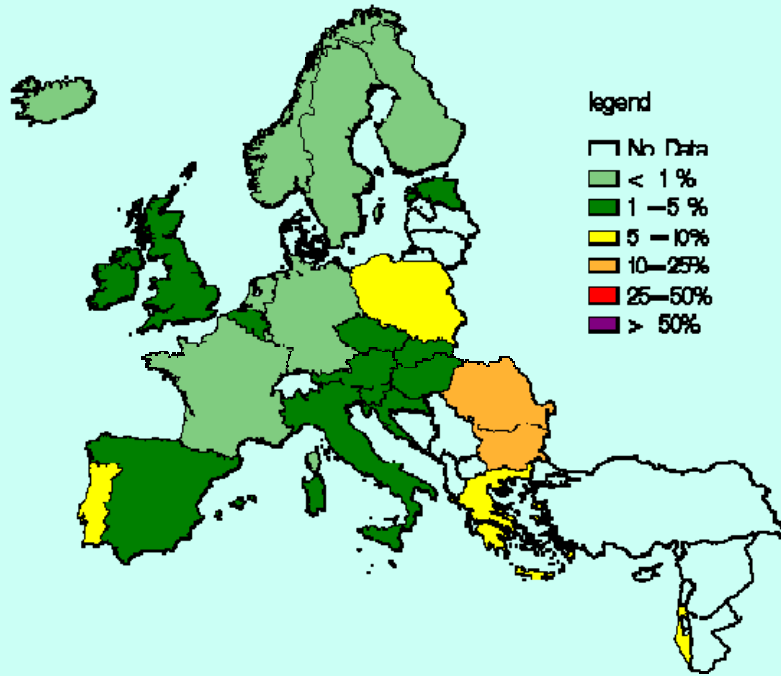 legend
No Data
< 1 %
1 —5 %
5 —10%
10—25%
25—50%
> 50%